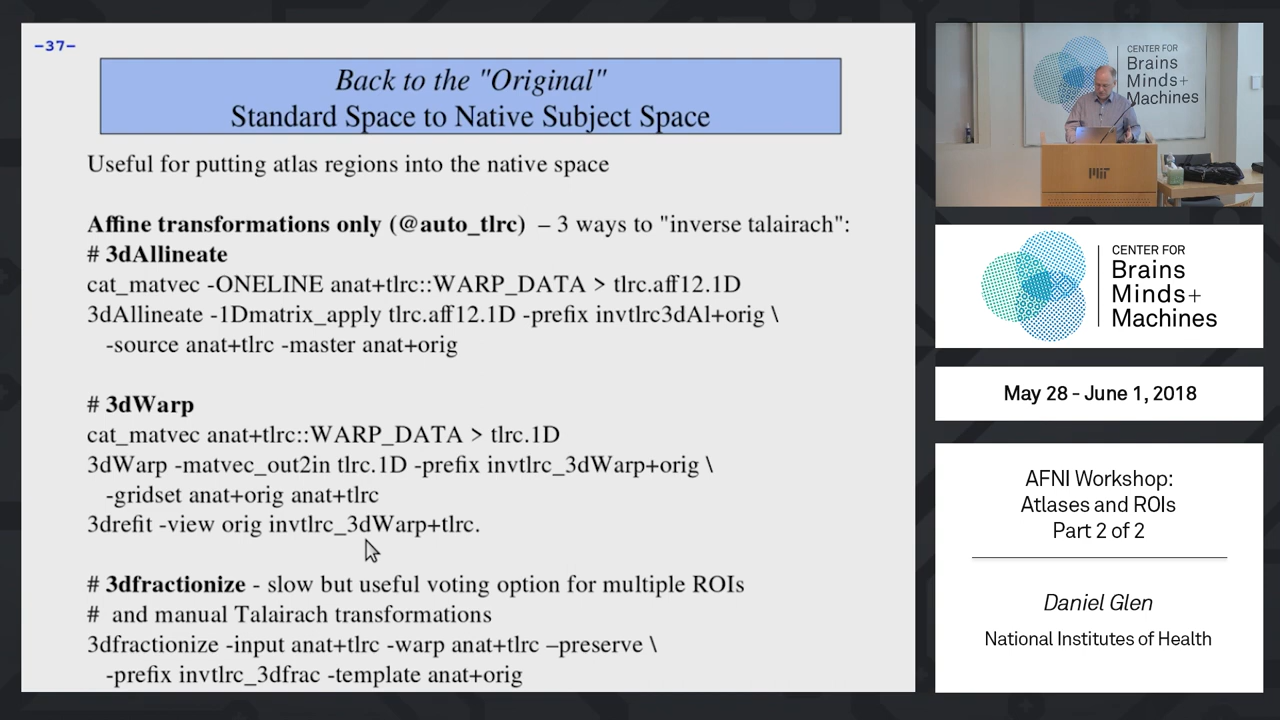 -37-
Back to the "Original"
Standard Space to Native Subject Space
Useful for putting atlas regions into the native space
Affine transformations only (@auto_tlrc) – 3 ways to "inverse talairach":
# 3dAllineate
cat_matvec -ONELINE anat+tlrc::WARP_DATA > tlrc.aff12.1D
3dAllineate -1Dmatrix_apply tlrc.aff12.1D -prefix invtlrc3dAl+orig \
-source anat+tlrc -master anat+orig
# 3dWarp
cat_matvec anat+tlrc::WARP_DATA > tlrc.1D
3dWarp -matvec_out2in tlrc.1D -prefix invtlrc_3dWarp+orig \
-gridset anat+orig anat+tlrc
3drefit -view orig invtlrc_3dWarp+tlrc.
# 3dfractionize - slow but useful voting option for multiple ROIs
# and manual Talairach transformations
3dfractionize -input anat+tlrc -warp anat+tlrc –preserve \
-prefix invtlrc_3dfrac -template anat+orig
CENTER FOR
Brains
Minds+
Machines
MIT
CENTER FOR
Brains
Minds+
Machines
May 28 - June 1, 2018
AFNI Workshop:
Atlases and ROIs
Part 2 of 2
Daniel Glen
National Institutes of Health